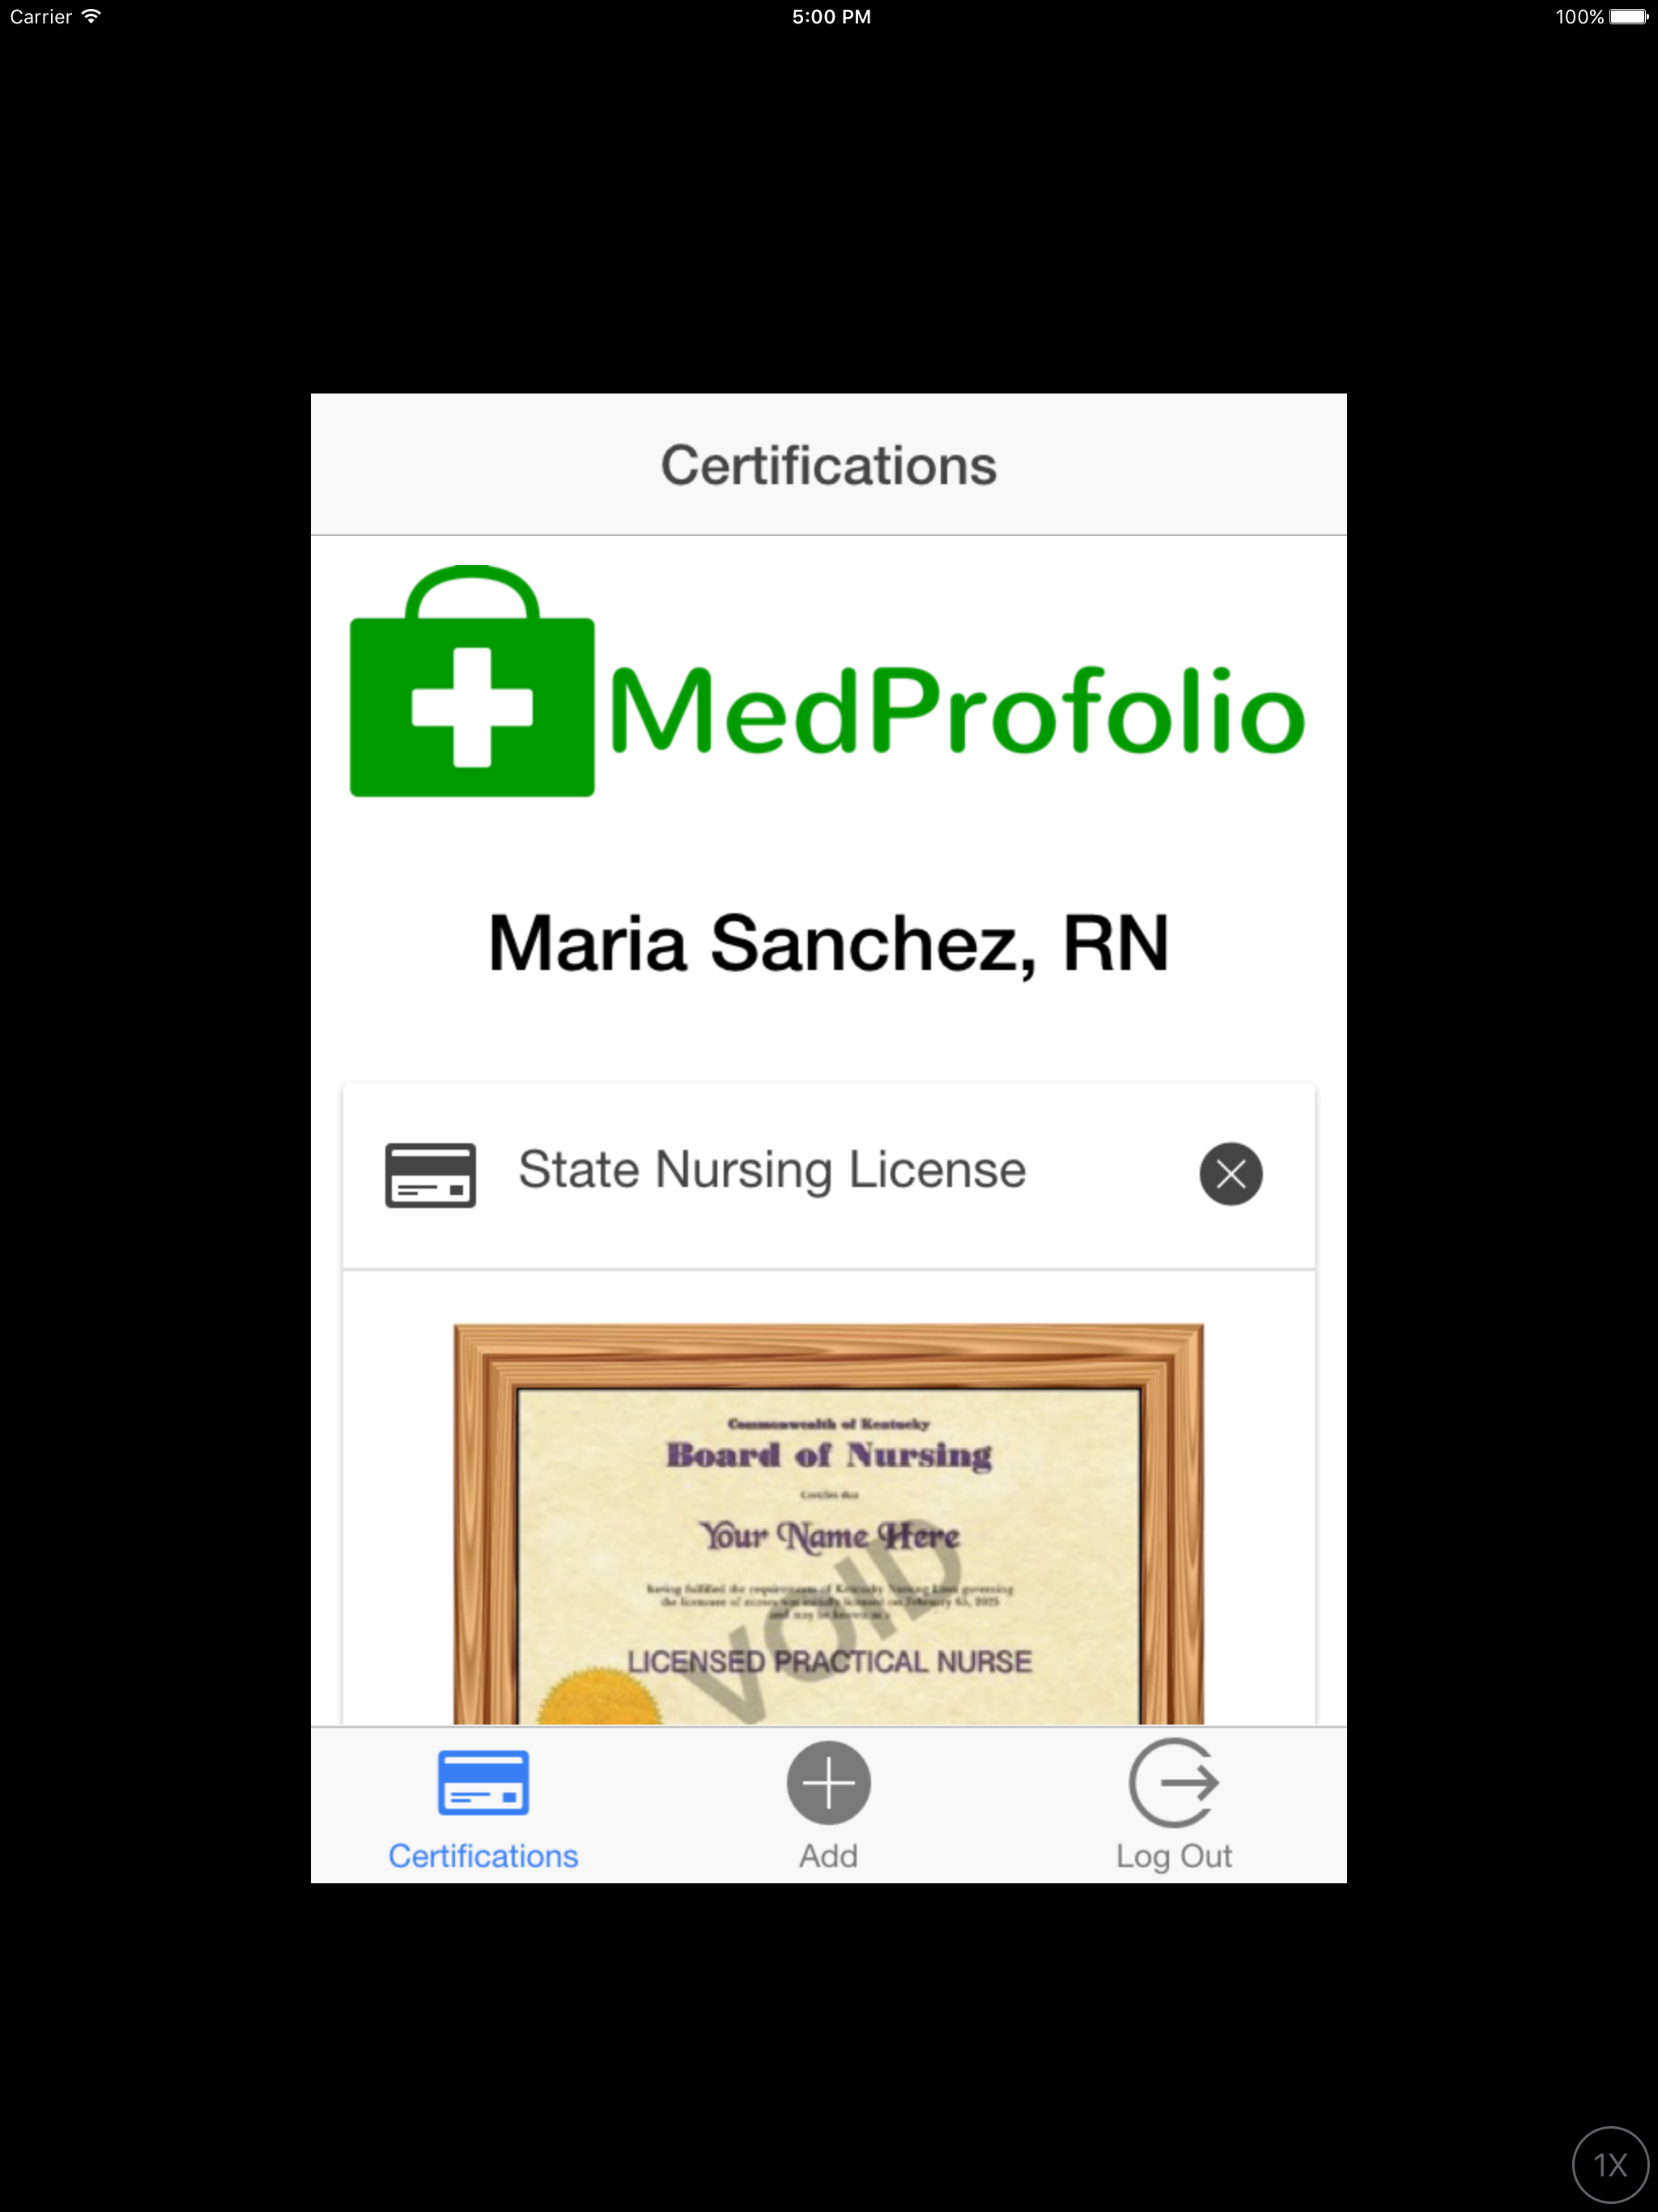 Carrier 5:00 PM 100%
Certifications
MedProfolio
Maria Sanchez, RN
State Nursing License
Commonwealth of Kentucky
Board of Nursing
Certifies that
Your Name Here
having fulfilled the requirements of Kentucky Nursing laws governing
the licensure of nurses was initially licensed on February 65, 2025
and may be known as a
VOID
LICENSED PRACTICAL NURSE
Certifications Add Log Out
1X